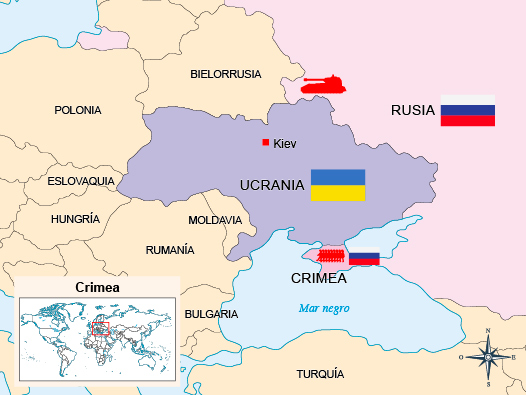 BIELORRUSIA
RUSIA
POLONIA
Kiev
ESLOVAQUIA
UCRANIA
HUNGRÍA
MOLDAVIA
RUMANÍA
CRIMEA
Crimea
Mar negro
BULGARIA
N
O
E
S
TURQUÍA